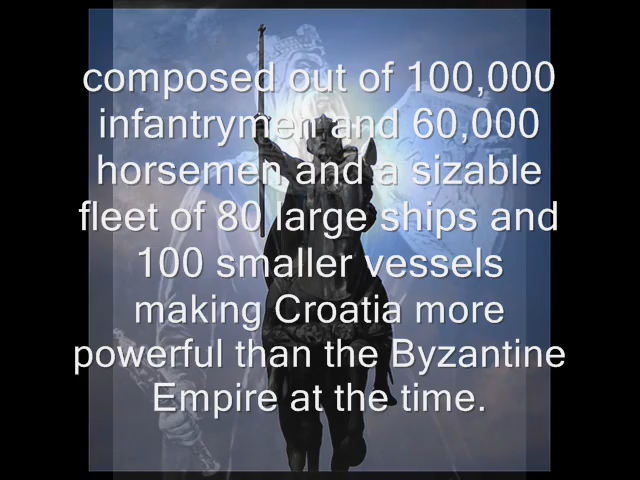 composed out of 100,000
infantrymen and 60,000
horsemen and a sizable
fleet of 80 large ships and
100 smaller vessels
making Croatia more
powerful than the Byzantine
Empire at the time.